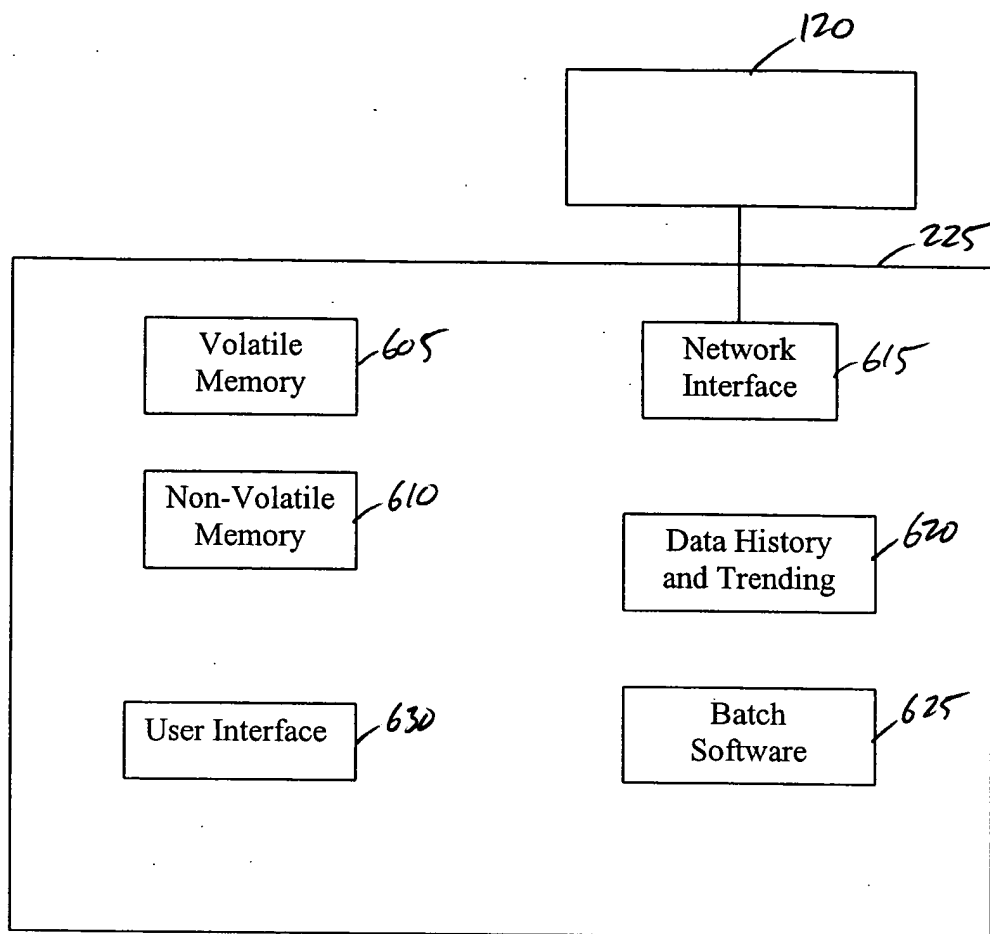 120
225
Volatile
Memory
605
Network
Interface
615
Non-Volatile
Memory
610
Data History
and Trending
620
User Interface
630
Batch
Software
625